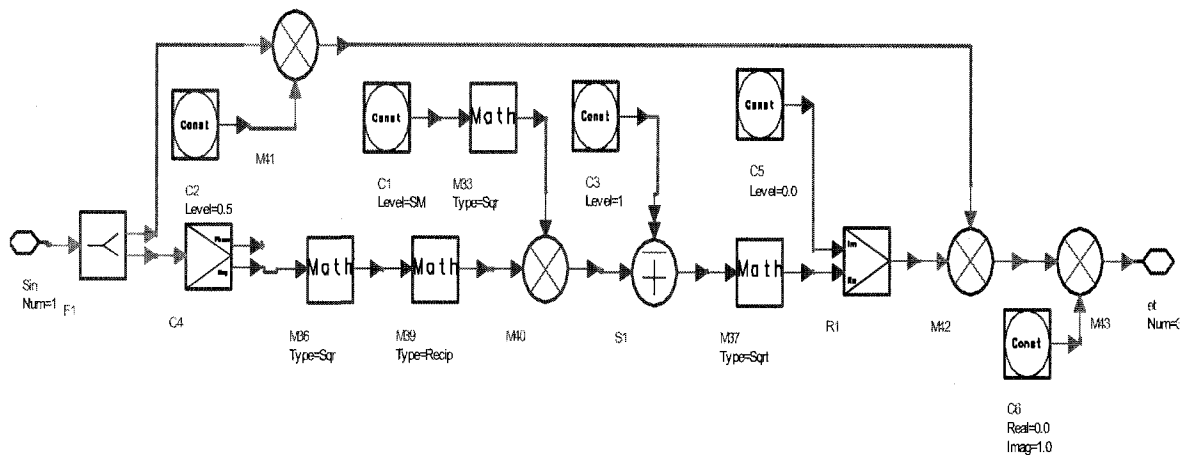 Const
M41
C2
Level=0.5
Const
C1
Level=SM
Math
M33
Type=Sqr
Const
C3
Level=1
Const
C5
Level=0.0
Sin
Num=1
F1
C4
Mag
Math
M36
Type=Sqr
Math
M39
Type=Recip
M40
S1
Math
M37
Type=Sqrt
Im
Re
R1
M42
Const
C6
Real=0.0
Imag=1.0
M43
et